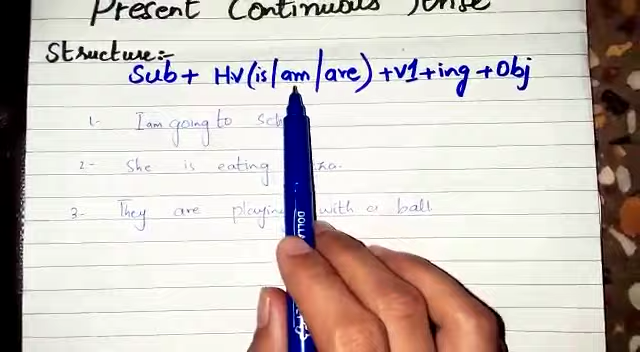 Present Continuous Tense
Structure:-
Sub + Hv (is/am/are) + v1 + ing + Obj
1- I am going to
2- She is eating
3- They are playing with a ball
DOLLA